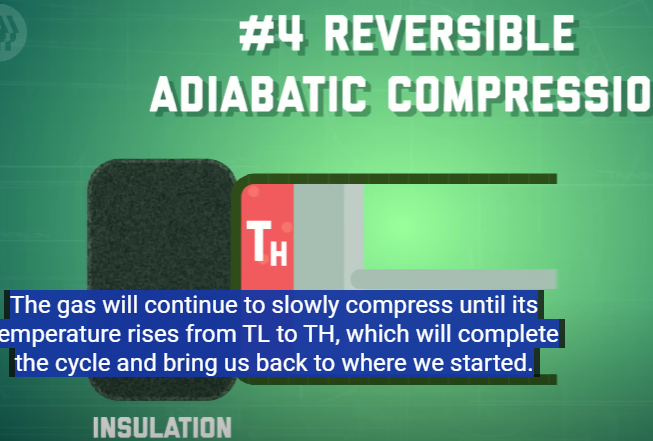 #4 REVERSIBLE
ADIABATIC COMPRESSIO
TH
The gas will continue to slowly compress until its
emperature rises from TL to TH, which will complete
the cycle and bring us back to where we started.
INSULATION